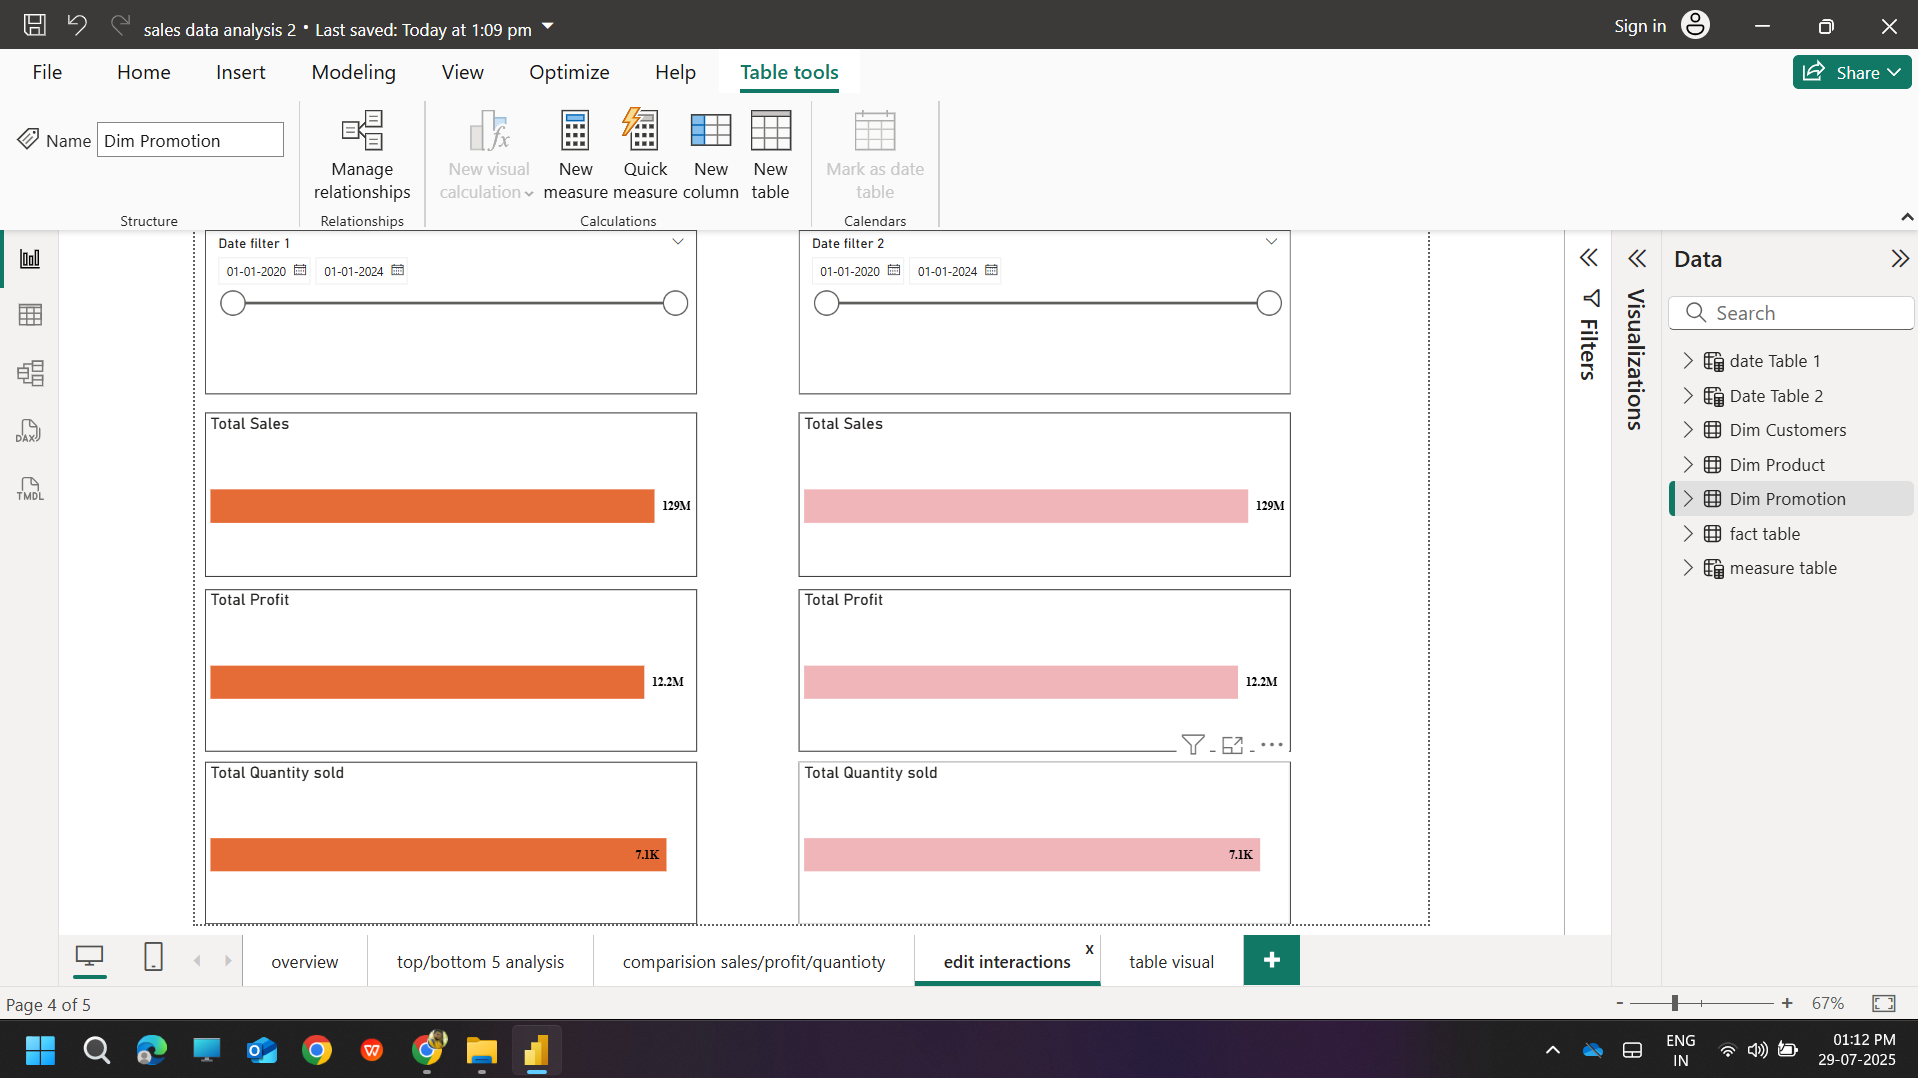 sales data analysis 2 • Last saved: Today at 1:09 pm
Sign in
File Home Insert Modeling View Optimize Help Table tools
Share
Name Dim Promotion
Manage relationships
New visual calculation
New measure
Quick measure
New column
New table
Mark as date table
Structure
Relationships
Calculations
Calendars
Date filter 1
01-01-2020 01-01-2024
Date filter 2
01-01-2020 01-01-2024
Total Sales
129M
Total Sales
129M
Total Profit
12.2M
Total Profit
12.2M
Total Quantity sold
7.1K
Total Quantity sold
7.1K
DAX
TMDL
Filters
Visualizations
Data
Search
date Table 1
Date Table 2
Dim Customers
Dim Product
Dim Promotion
fact table
measure table
overview
top/bottom 5 analysis
comparision sales/profit/quantioty
edit interactions x
table visual
+
Page 4 of 5
- + 67%
ENG
IN
01:12 PM
29-07-2025